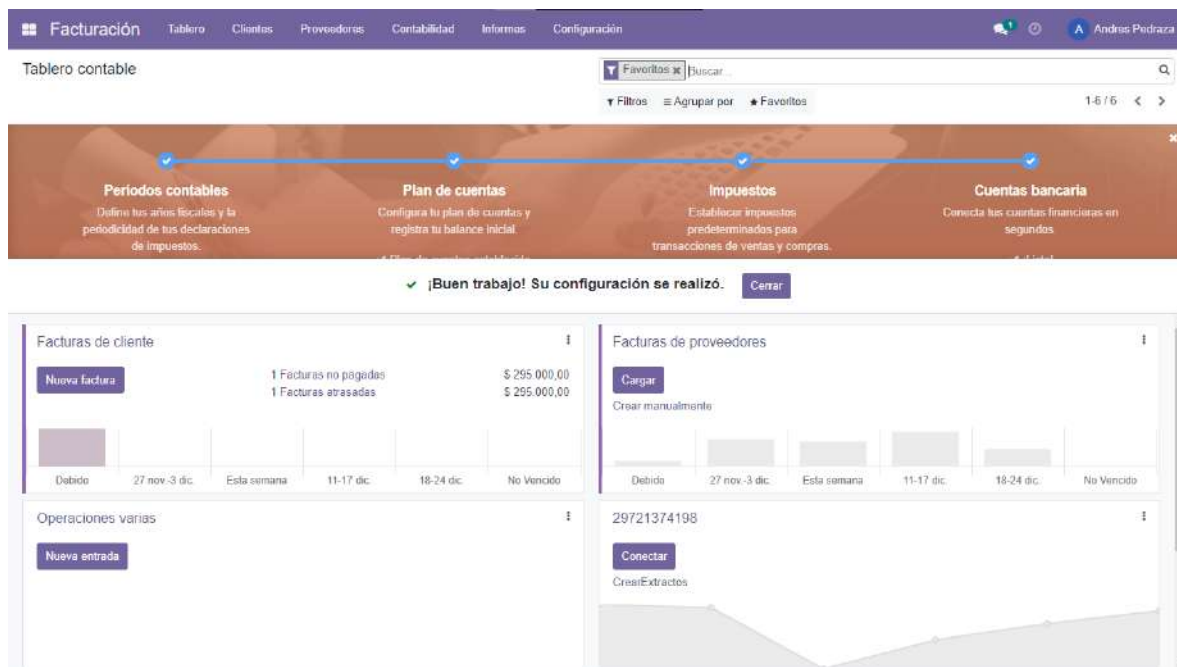 Facturación Tablero Clientes Proveedores Contabilidad Informes Configuración 1 A Andres Pedraza
Tablero contable
Favoritos x Buscar...
Filtros Agrupar por Favoritos 1-6 / 6
Periodos contables
Define tus años fiscales y la
periodicidad de tus declaraciones
de impuestos.
Plan de cuentas
Configura tu plan de cuentas y
registra tu balance inicial.
Impuestos
Establecer impuestos
predeterminados para
transacciones de ventas y compras.
Cuentas bancaria
Conecta tus cuentas financieras en
segundos.
¡Buen trabajo! Su configuración se realizó. Cerrar
Facturas de cliente
Nueva factura
1 Facturas no pagadas $ 295.000,00
1 Facturas atrasadas $ 295.000,00
Debido 27 nov.-3 dic. Esta semana 11-17 dic. 18-24 dic. No Vencido
Facturas de proveedores
Cargar
Crear manualmente
Debido 27 nov.-3 dic. Esta semana 11-17 dic. 18-24 dic. No Vencido
Operaciones varias
Nueva entrada
29721374198
Conectar
CrearExtractos